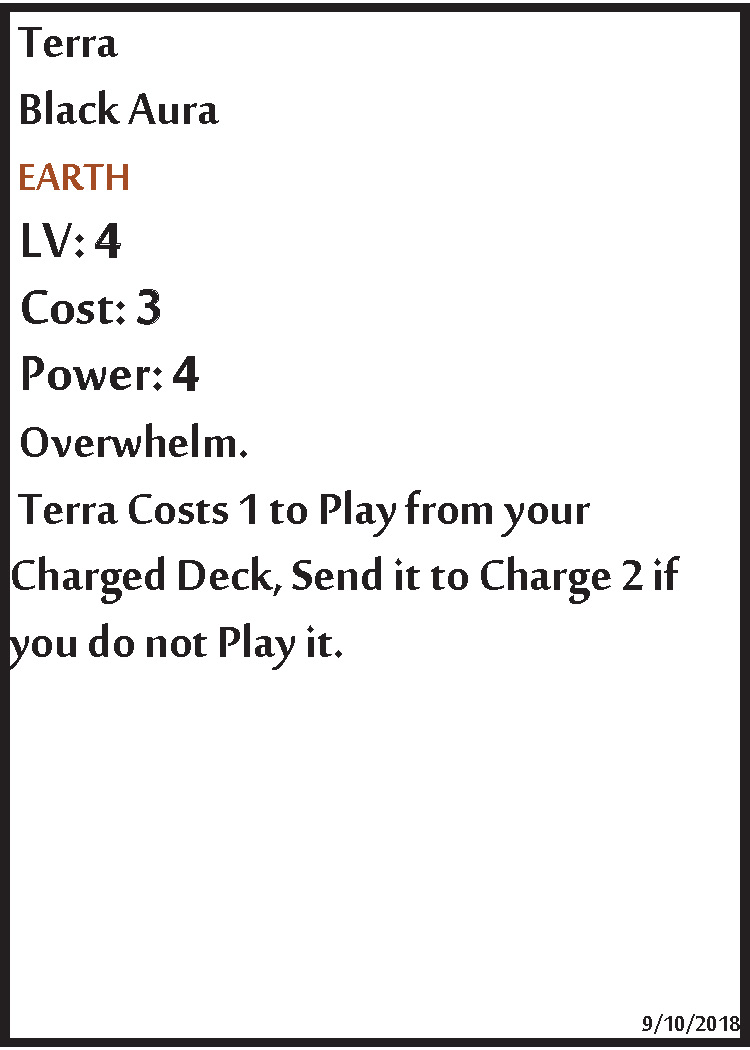 Terra
Black Aura
EARTH
LV: 4
Cost: 3
Power: 4
Overwhelm.
Terra Costs 1 to Play from your
Charged Deck, Send it to Charge 2 if
you do not Play it.
9/10/2018